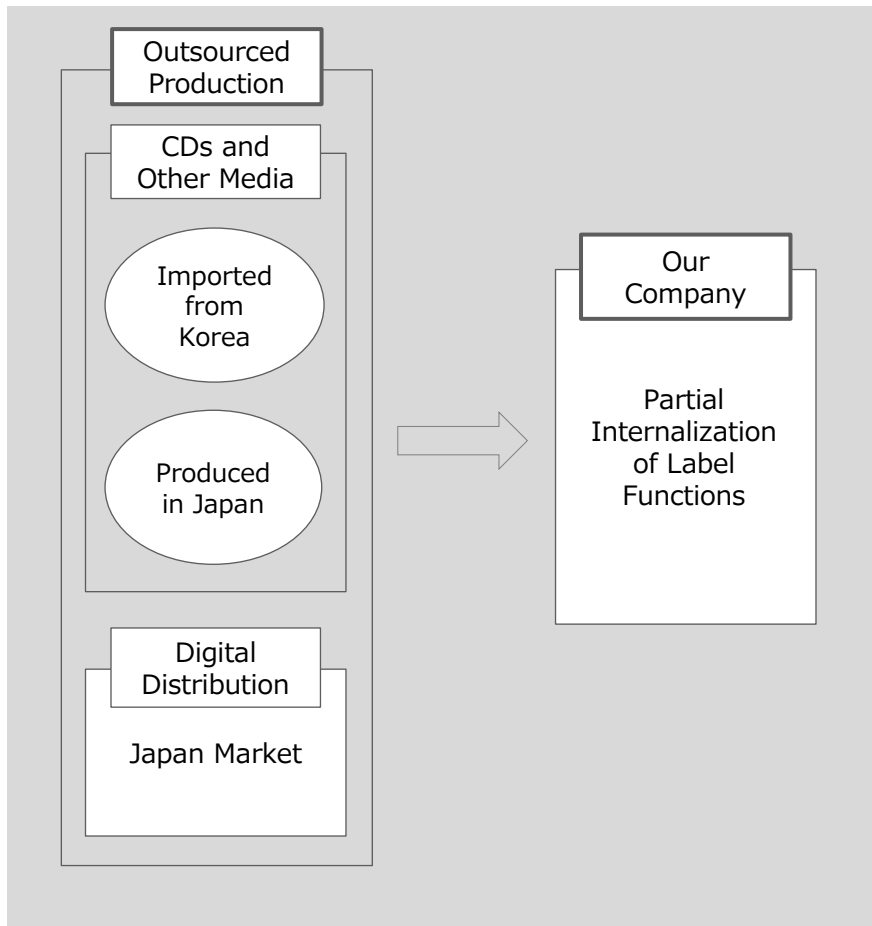 Outsourced
Production
CDs and
Other Media
Imported
from
Korea
Produced
in Japan
Digital
Distribution
Japan Market
Our
Company
Partial
Internalization
of Label
Functions